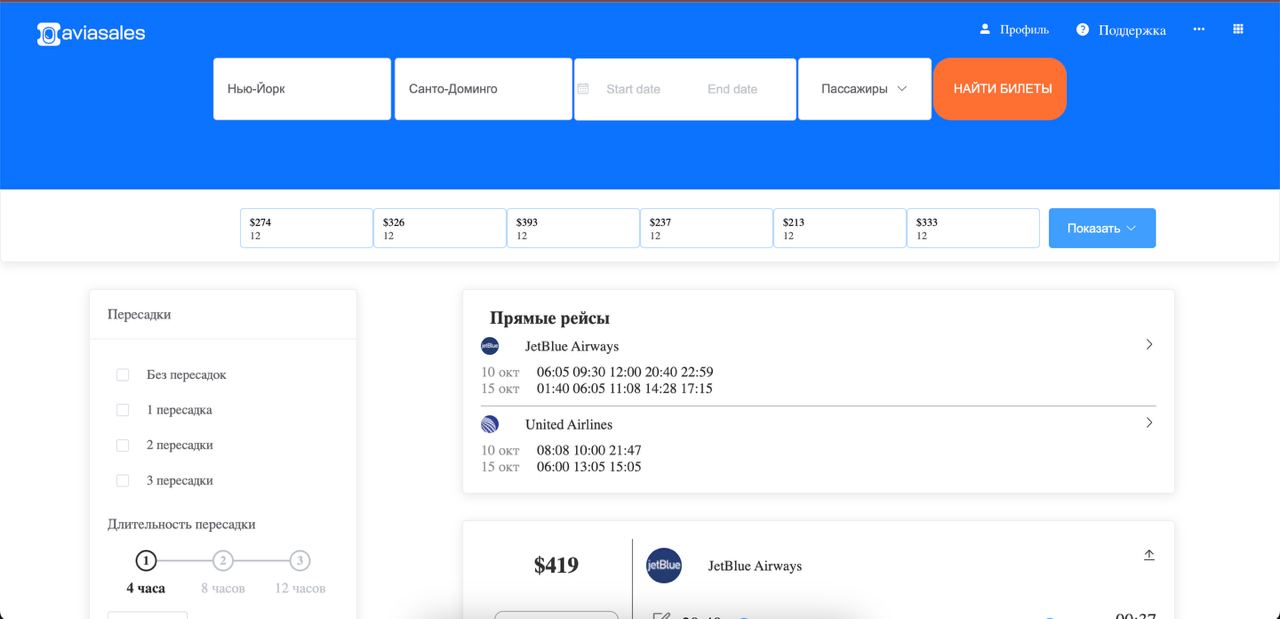 aviasales
Профиль
Поддержка
Нью-Йорк
Санто-Доминго
Start date
End date
Пассажиры
НАЙТИ БИЛЕТЫ
$274
12
$326
12
$393
12
$237
12
$213
12
$333
12
Показать
Пересадки
Без пересадок
1 пересадка
2 пересадки
3 пересадки
Длительность пересадки
1 2 3
4 часа 8 часов 12 часов
Прямые рейсы
jetBlue
JetBlue Airways
10 окт 06:05 09:30 12:00 20:40 22:59
15 окт 01:40 06:05 11:08 14:28 17:15
United Airlines
10 окт 08:08 10:00 21:47
15 окт 06:00 13:05 15:05
$419
jetBlue
JetBlue Airways